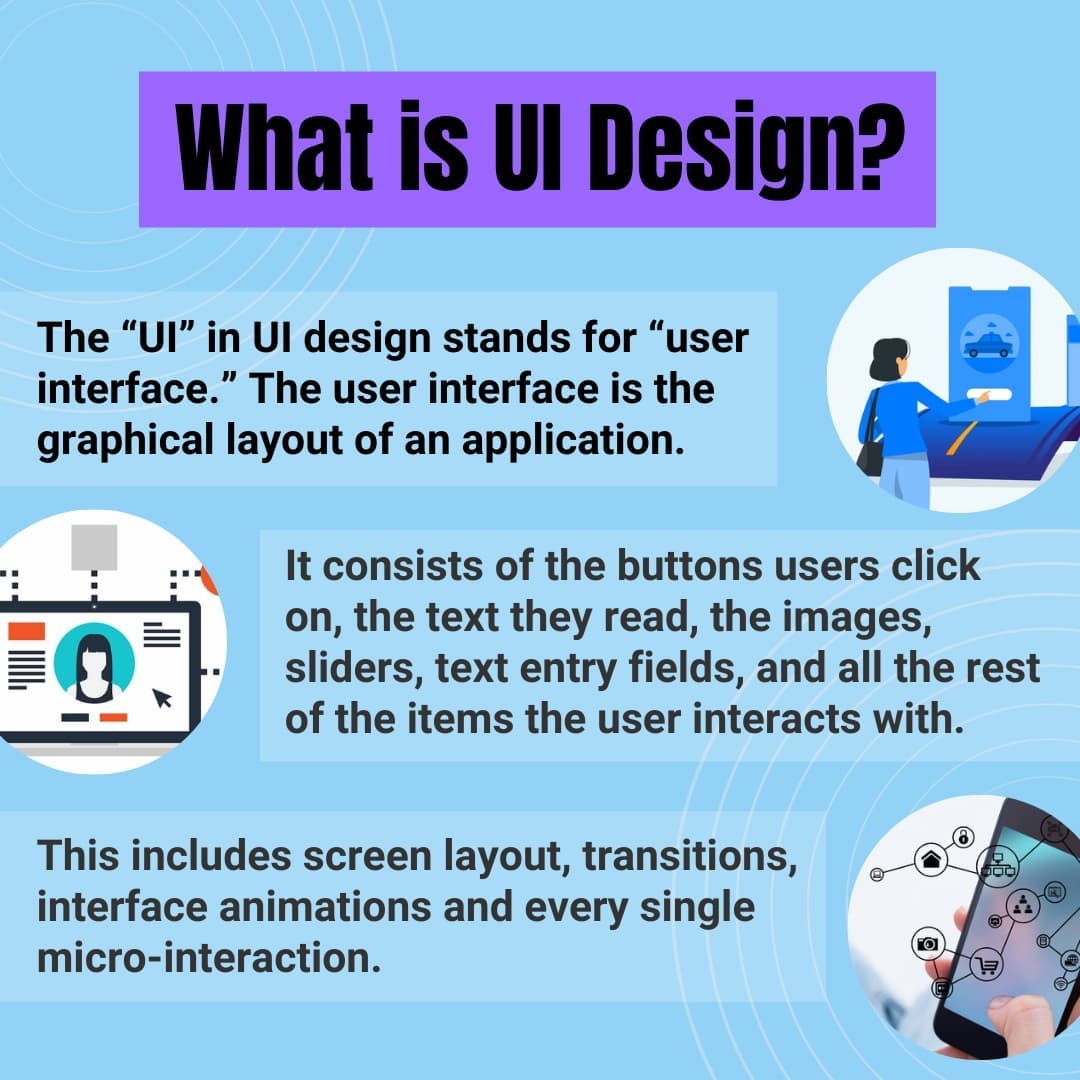 What is UI Design?
The “UI” in UI design stands for “user
interface.” The user interface is the
graphical layout of an application.
It consists of the buttons users click
on, the text they read, the images,
sliders, text entry fields, and all the rest
of the items the user interacts with.
This includes screen layout, transitions,
interface animations and every single
micro-interaction.